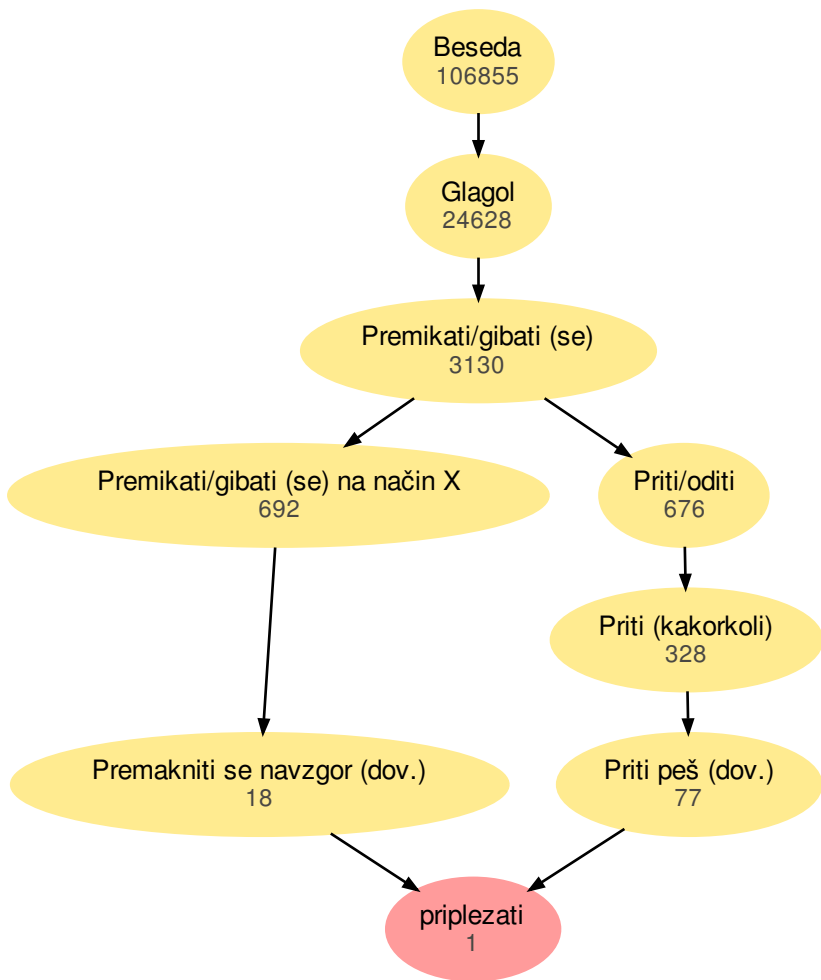 Beseda
106855
Glagol
24628
Premikati/gibati (se)
3130
Premikati/gibati (se) na način X
692
Priti/oditi
676
Priti (kakorkoli)
328
Premakniti se navzgor (dov.)
18
Priti peš (dov.)
77
priplezati
1